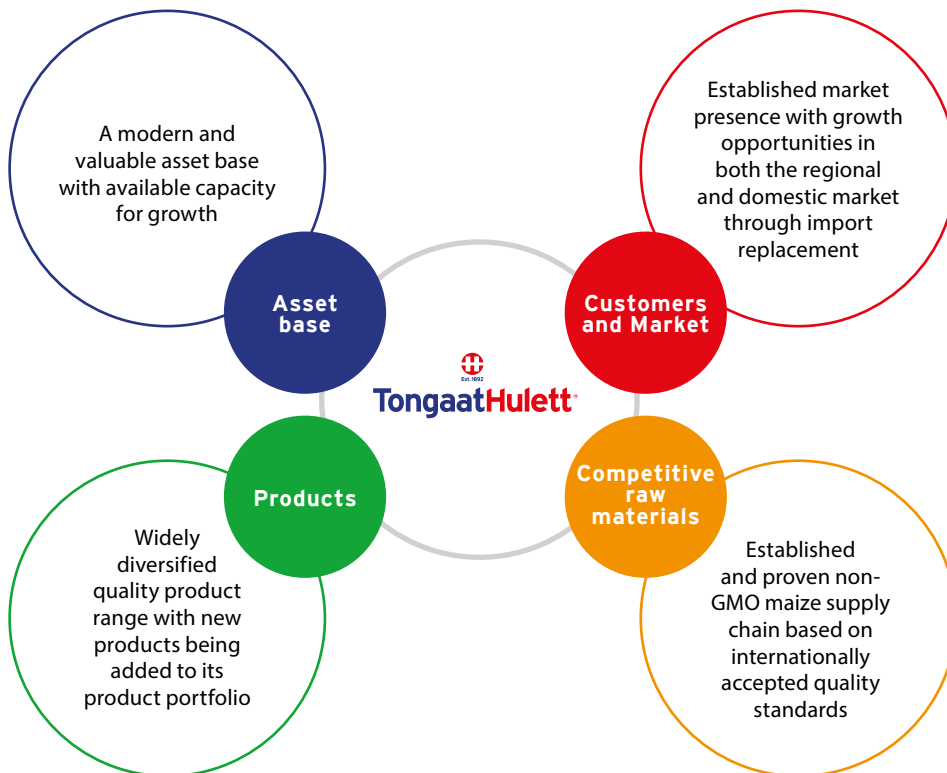 A modern and
valuable asset base
with available capacity
for growth
Asset
base
Established market
presence with growth
opportunities in
both the regional
and domestic market
through import
replacement
Customers
and Market
H
Est. 1892
TongaatHulett®
Products
Widely
diversified
quality product
range with new
products being
added to its
product portfolio
Competitive
raw
materials
Established
and proven non-
GMO maize supply
chain based on
internationally
accepted quality
standards